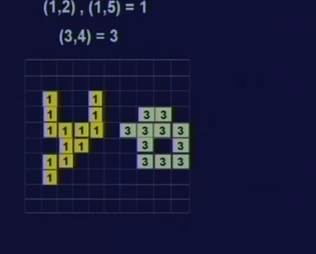 (1,2) , (1,5) = 1
(3,4) = 3
1 1
1 1 3 3
1 1 1 1 3 3 3 3
1 1 3 3
1 1 3 3 3
1